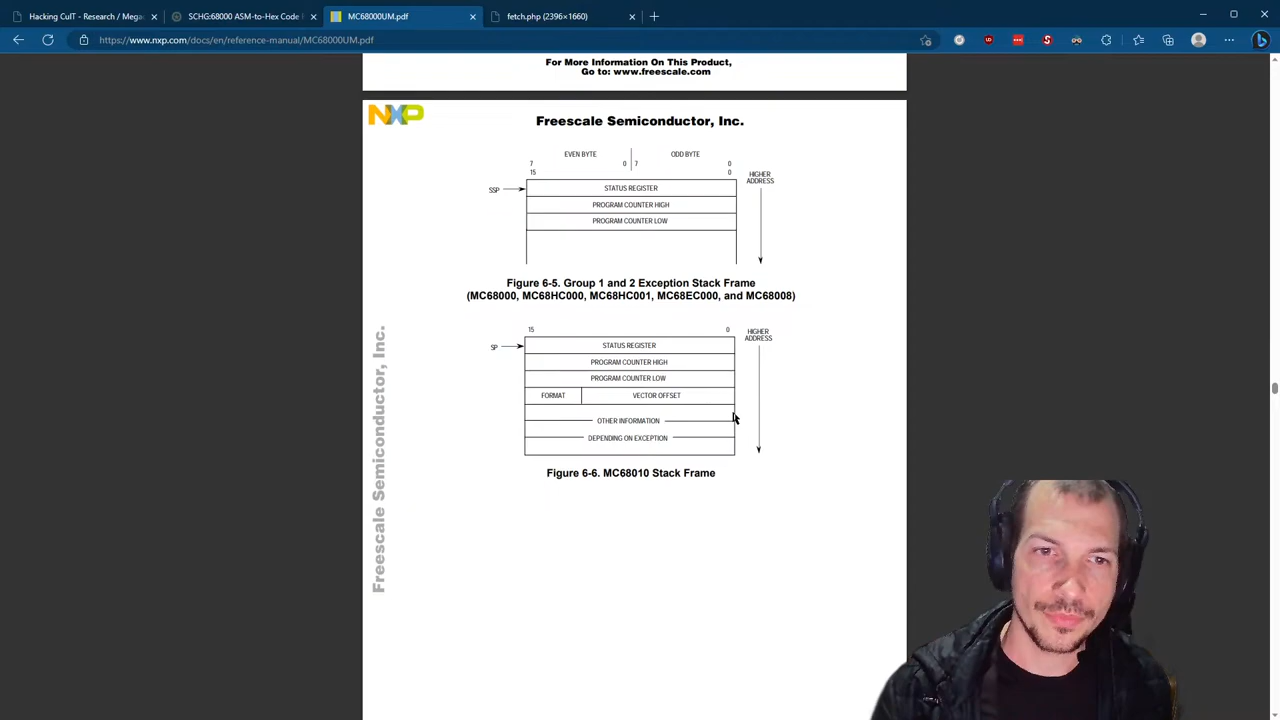 Hacking CulT - Research / Mega
SCHG:68000 ASM-to-Hex Code
MC68000UM.pdf
fetch.php (2396×1660)
https://www.nxp.com/docs/en/reference-manual/MC68000UM.pdf
For More Information On This Product,
Go to: www.freescale.com
NXP
Freescale Semiconductor, Inc.
EVEN BYTE ODD BYTE
7 0 7 0
15 0
HIGHER
ADDRESS
SSP
STATUS REGISTER
PROGRAM COUNTER HIGH
PROGRAM COUNTER LOW
Figure 6-5. Group 1 and 2 Exception Stack Frame
(MC68000, MC68HC000, MC68HC001, MC68EC000, and MC68008)
15 0
HIGHER
ADDRESS
SP
STATUS REGISTER
PROGRAM COUNTER HIGH
PROGRAM COUNTER LOW
FORMAT VECTOR OFFSET
OTHER INFORMATION
DEPENDING ON EXCEPTION
Figure 6-6. MC68010 Stack Frame
Freescale Semiconductor, Inc.